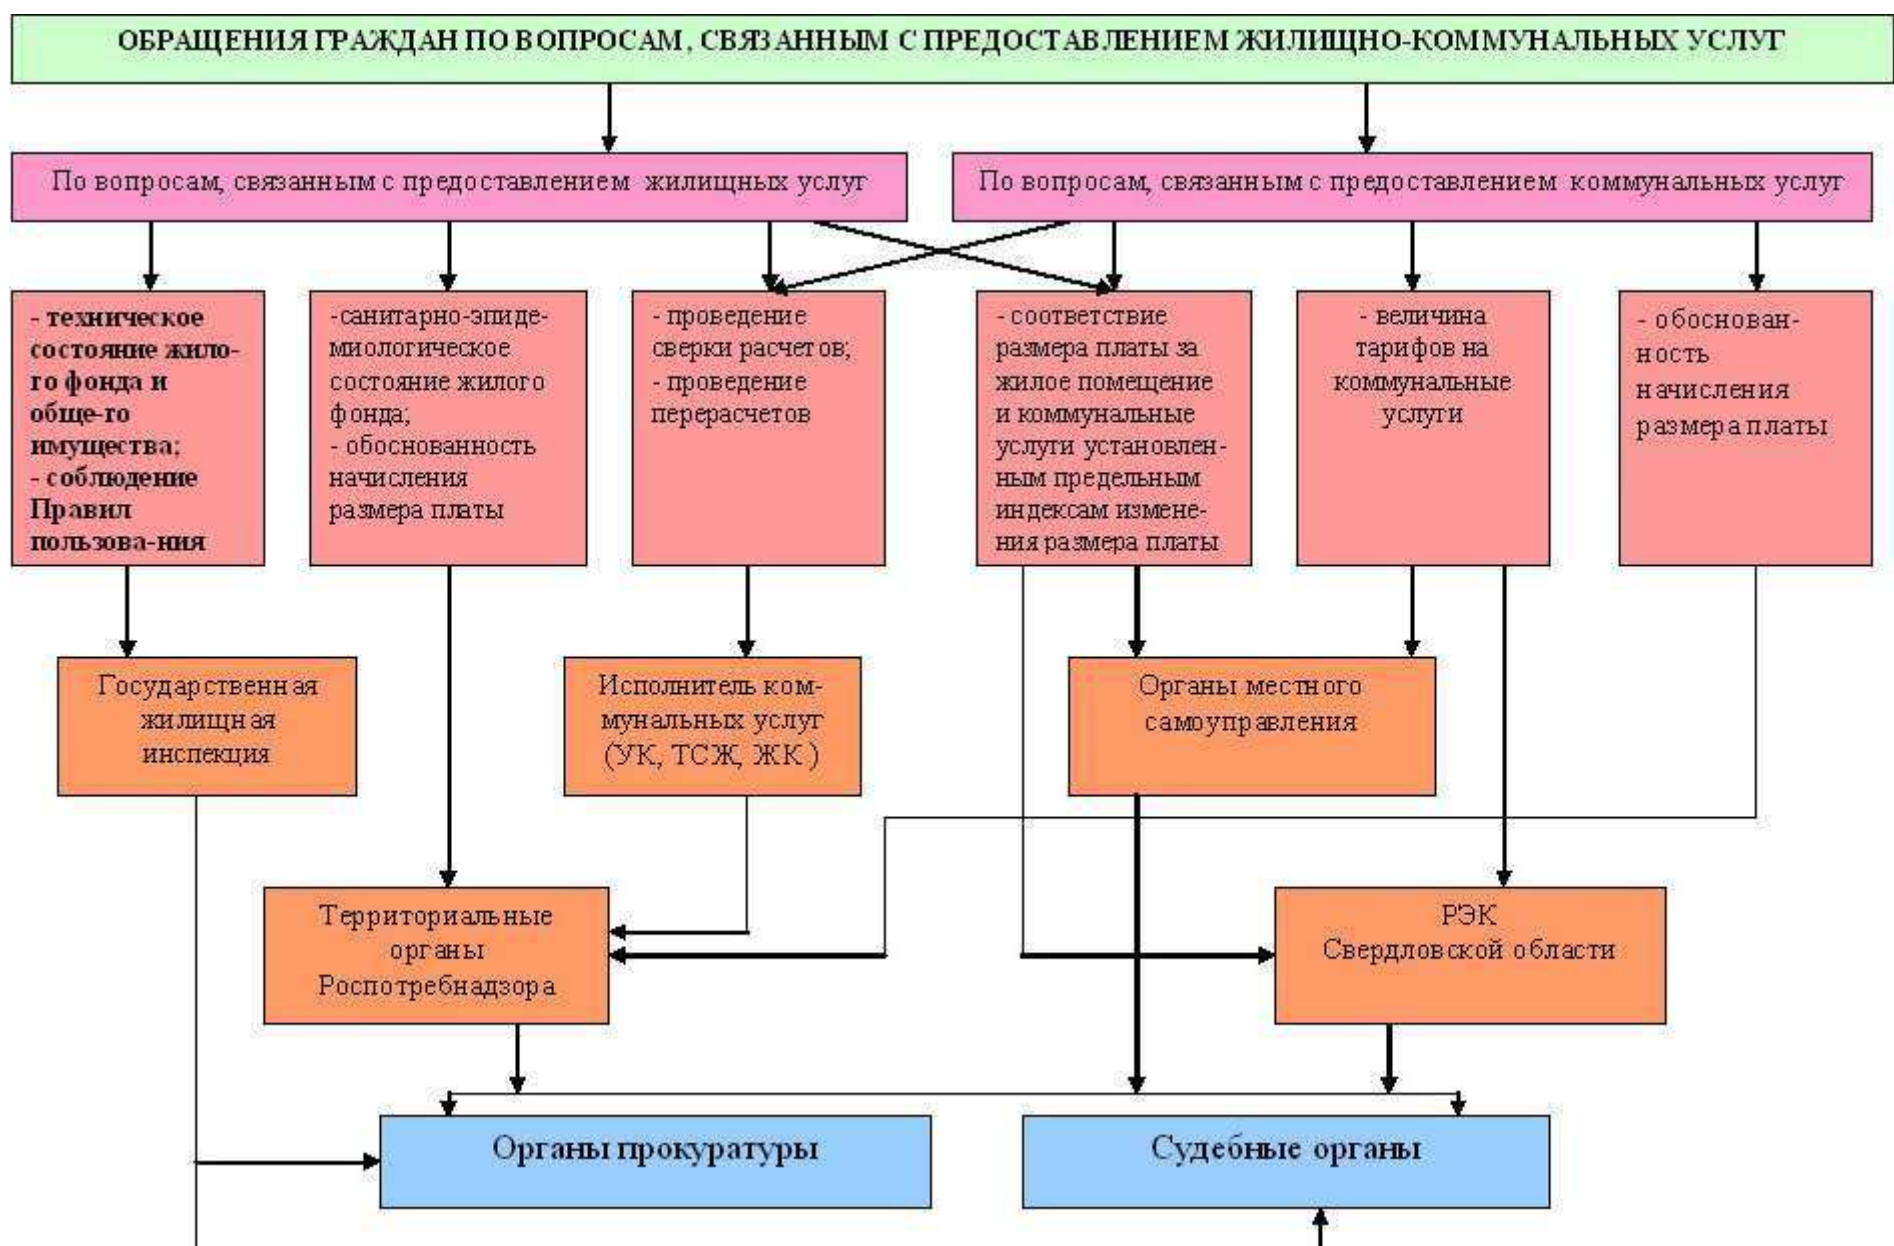 ОБРАЩЕНИЯ ГРАЖДАН ПО ВОПРОСАМ, СВЯЗАННЫМ С ПРЕДОСТАВЛЕНИЕМ ЖИЛИЩНО-КОММУНАЛЬНЫХ УСЛУГ
По вопросам, связанным с предоставлением жилищных услуг
По вопросам, связанным с предоставлением коммунальных услуг
- техническое
состояние жило-
го фонда и
обще-го
имущества;
- соблюдение
Правил
пользова-ния
-санитарно-эпиде-
миологическое
состояние жилого
фонда;
- обоснованность
начисления
размера платы
- проведение
сверки расчетов;
- проведение
перерасчетов
- соответствие
размера платы за
жилое помещение
и коммунальные
услуги установлен-
ным предельным
индексам измене-
ния размера платы
- величина
тарифов на
коммунальные
услуги
- обоснован-
ность
начисления
размера платы
Государственная
жилищная
инспекция
Исполнитель ком-
мунальных услуг
(УК, ТСЖ, ЖК )
Органы местного
самоуправления
Территориальные
органы
Роспотребнадзора
РЭК
Свердловской области
Органы прокуратуры
Судебные органы